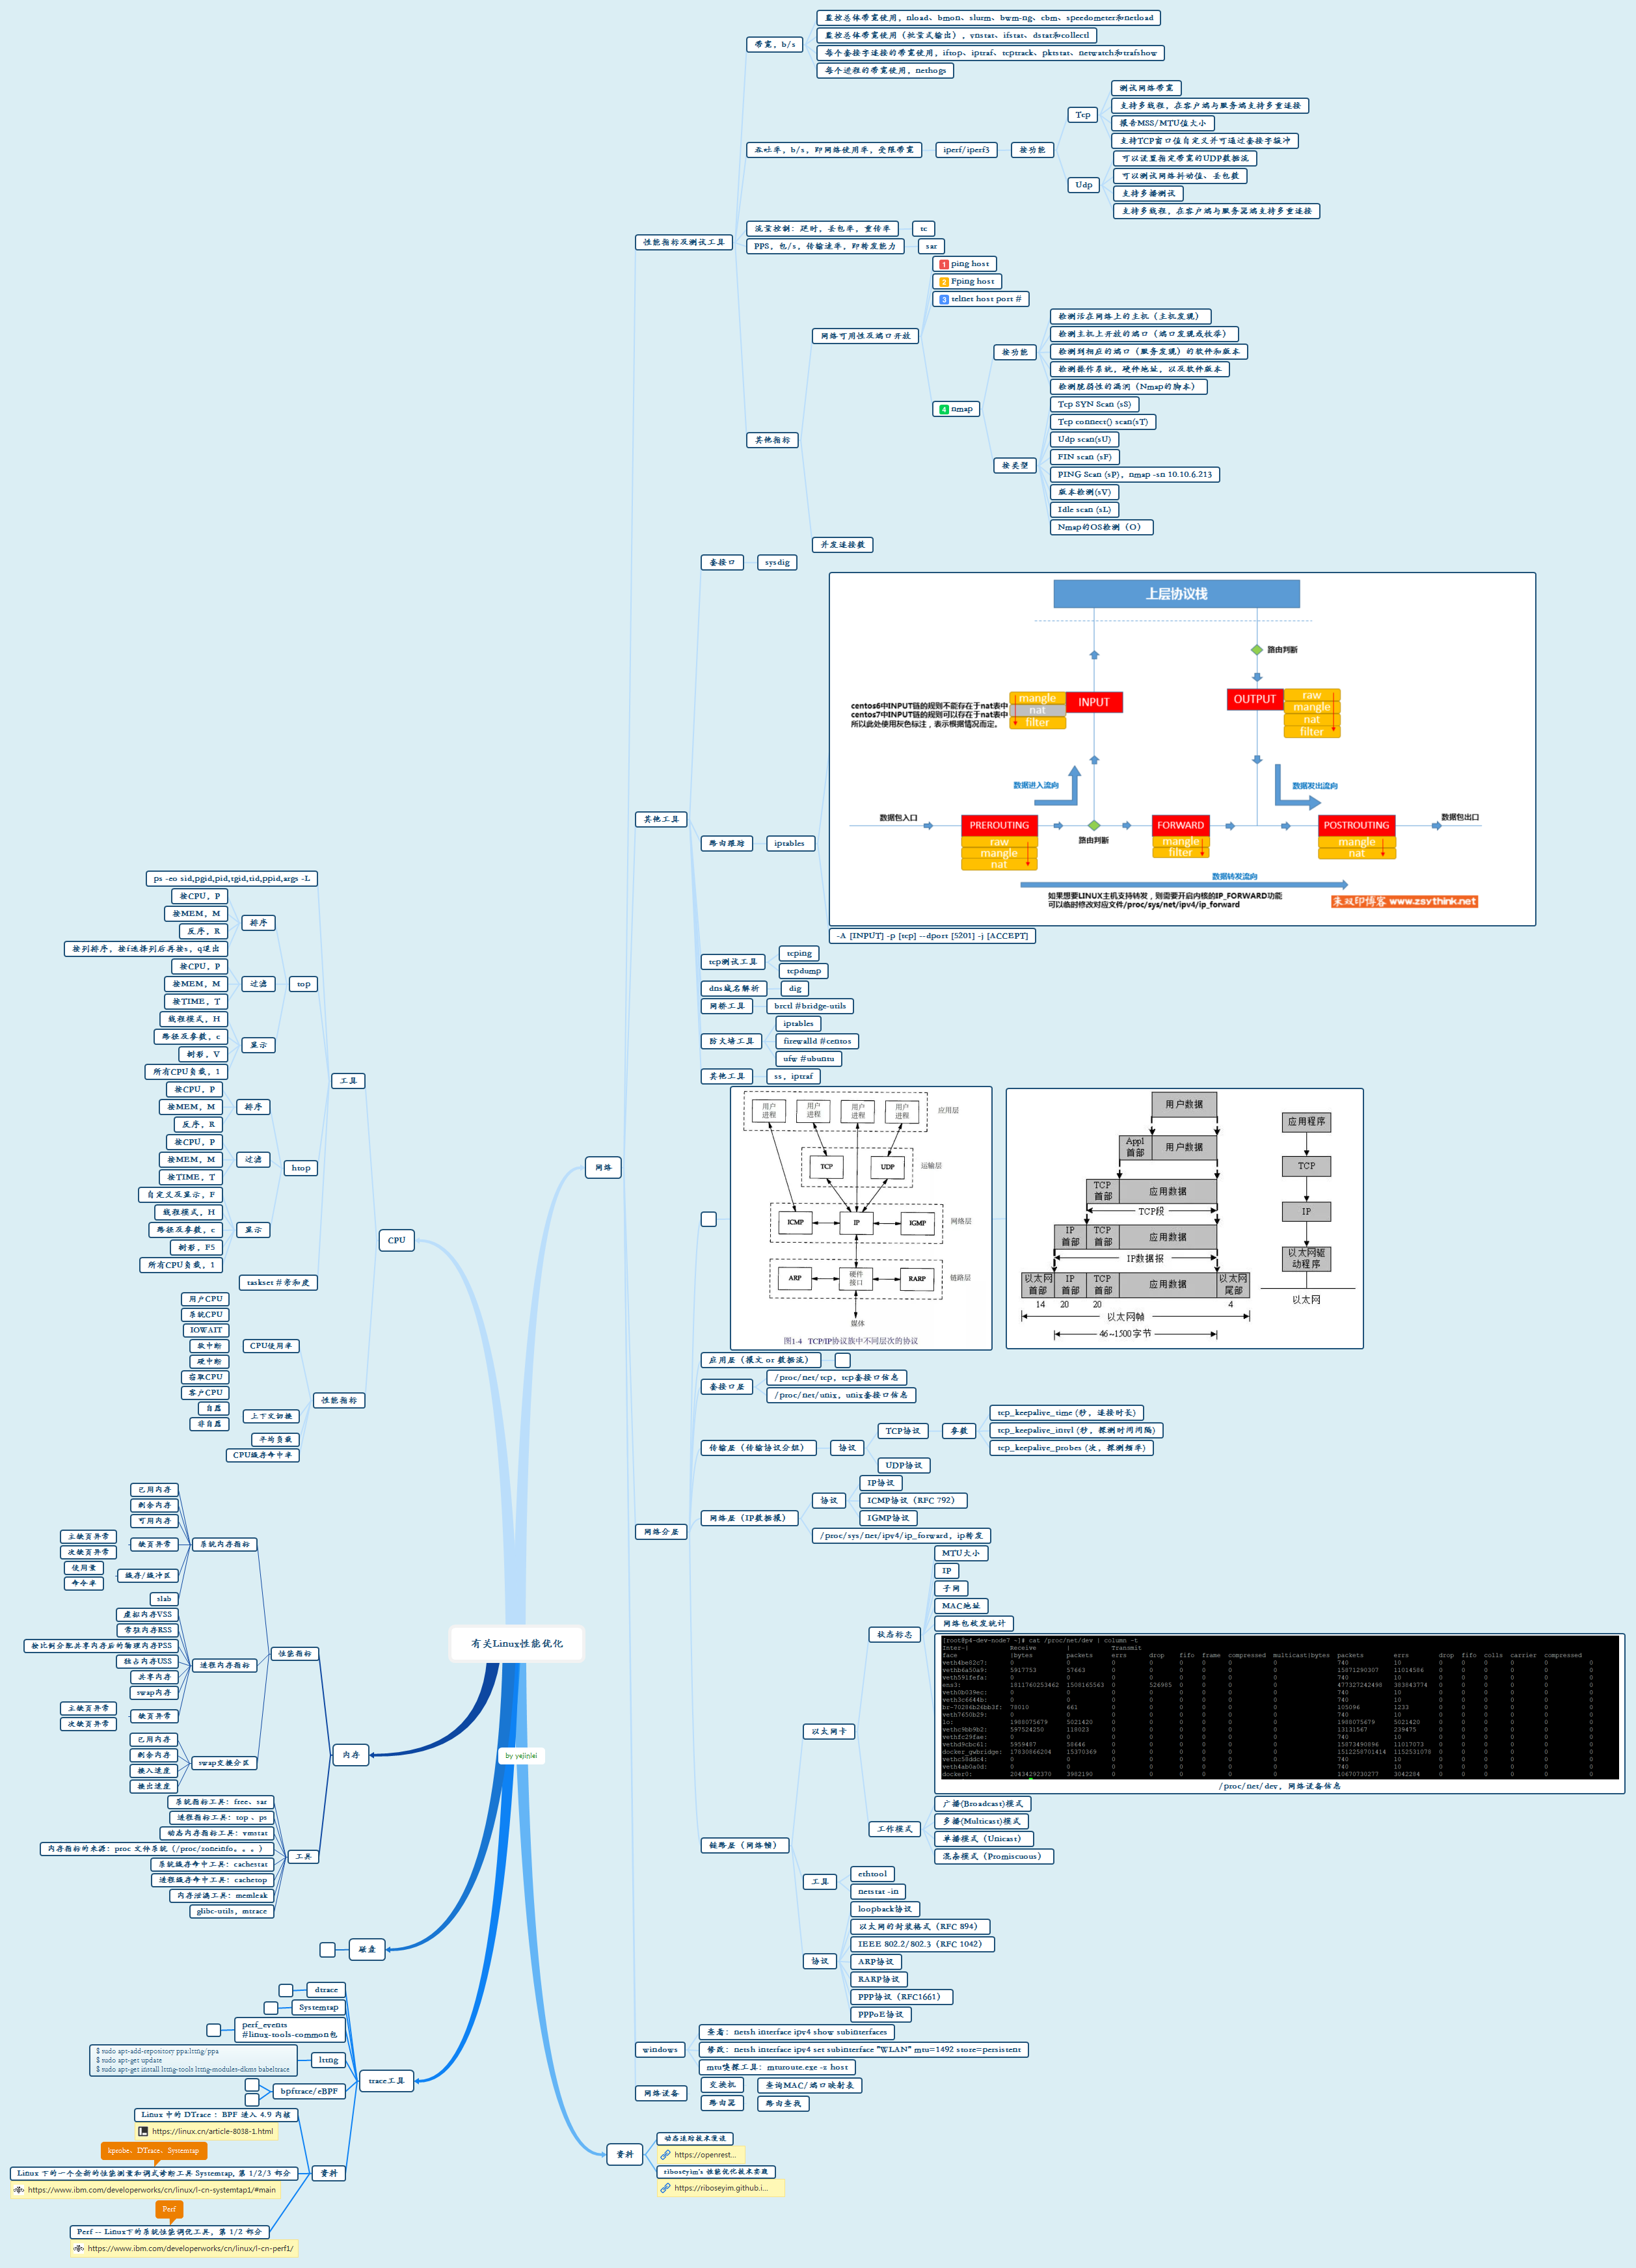 有关Linux性能优化
by yejinlei
网络
性能指标及测试工具
带宽，b/s
监控总体带宽使用，nload、bmon、slurm、bwm-ng、cbm、speedometer和netload
监控总体带宽使用（批量式输出），vnstat、ifstat、dstat和collectl
每个套接字连接的带宽使用，iftop、iptraf、tcptrack、pktstat、netwatch和trafshow
每个进程的带宽使用，nethogs
吞吐率，b/s，即网络使用率，受限带宽
iperf/iperf3
按功能
Tcp
测试网络带宽
支持多线程，在客户端与服务端支持多重连接
报告MSS/MTU值大小
支持TCP窗口值自定义并可通过套接字缓冲
Udp
可以设置指定带宽的UDP数据流
可以测试网络抖动值、丢包数
支持多播测试
支持多线程，在客户端与服务器端支持多重连接
流量控制：延时，丢包率，重传率
tc
PPS，包/s，传输速率，即转发能力
sar
其他指标
网络可用性及端口开放
1 ping host
2 Fping host
3 telnet host port #
4 nmap
按功能
检测活在网络上的主机（主机发现）
检测主机上开放的端口（端口发现或枚举）
检测到相应的端口（服务发现）的软件和版本
检测操作系统，硬件地址，以及软件版本
检测脆弱性的漏洞（Nmap的脚本）
按类型
Tcp SYN Scan (sS)
Tcp connect() scan(sT)
Udp scan(sU)
FIN scan (sF)
PING Scan (sP)，nmap -sn 10.10.6.213
版本检测(sV)
Idle scan (sL)
Nmap的OS检测（O）
并发连接数
其他工具
套接口
sysdig
路由跟踪
iptables
上层协议栈
路由判断
mangle
nat
filter
INPUT
OUTPUT
raw
mangle
nat
filter
centos6中INPUT链的规则不能存在于nat表中
centos7中INPUT链的规则可以存在于nat表中
所以此处使用灰色标注，表示根据情况而定。
数据进入流向
数据发出流向
数据包入口
PREROUTING
raw
mangle
nat
路由判断
FORWARD
mangle
filter
POSTROUTING
mangle
nat
数据包出口
数据转发流向
如果想要LINUX主机支持转发，则需要开启内核的IP_FORWARD功能
可以临时修改对应文件/proc/sys/net/ipv4/ip_forward
朱双印博客 www.zsythink.net
-A [INPUT] -p [tcp] --dport [5201] -j [ACCEPT]
tcp测试工具
tcping
tcpdump
dns域名解析
dig
网桥工具
brctl #bridge-utils
防火墙工具
iptables
firewalld #centos
ufw #ubuntu
其他工具
ss，iptraf
网络分层
用户进程
用户进程
用户进程
用户进程
应用层
TCP
UDP
运输层
ICMP
IP
IGMP
网络层
ARP
硬件接口
RARP
链路层
媒体
图1-4 TCP/IP协议族中不同层次的协议
用户数据
Appl首部
用户数据
TCP首部
应用数据
TCP段
IP首部
TCP首部
应用数据
IP数据报
以太网首部
IP首部
TCP首部
应用数据
以太网尾部
14
20
20
4
以太网帧
46~1500字节
应用程序
TCP
IP
以太网驱动程序
以太网
应用层（报文 or 数据流）
套接口层
/proc/net/tcp，tcp套接口信息
/proc/net/unix，unix套接口信息
传输层（传输协议分组）
协议
TCP协议
参数
tcp_keepalive_time (秒，连接时长)
tcp_keepalive_intvl (秒，探测时间间隔)
tcp_keepalive_probes (次，探测频率)
UDP协议
网络层（IP数据报）
协议
IP协议
ICMP协议（RFC 792）
IGMP协议
/proc/sys/net/ipv4/ip_forward，ip转发
链路层（网络帧）
以太网卡
状态标志
MTU大小
IP
子网
MAC地址
网络包收发统计
[root@p4-dev-node7 ~]# cat /proc/net/dev | column -t
Inter-| Receive | Transmit
face |bytes packets errs drop fifo frame compressed multicast|bytes packets errs drop fifo colls carrier compressed
/proc/net/dev，网络设备信息
工作模式
广播(Broadcast)模式
多播(Multicast)模式
单播模式（Unicast）
混杂模式（Promiscuous）
工具
ethtool
netstat -in
协议
loopback协议
以太网的封装格式（RFC 894）
IEEE 802.2/802.3（RFC 1042）
ARP协议
RARP协议
PPP协议（RFC1661）
PPPoE协议
windows
查看：netsh interface ipv4 show subinterfaces
修改：netsh interface ipv4 set subinterface "WLAN" mtu=1492 store=persistent
mtu嗅探工具：mturoute.exe -z host
网络设备
交换机
查询MAC/端口映射表
路由器
路由查找
资料
动态追踪技术漫谈
https://openrest...
riboseyim's 性能优化技术实践
https://riboseyim.github.i...
CPU
工具
ps -eo sid,pgid,pid,tgid,tid,ppid,args -L
top
排序
按CPU，P
按MEM，M
反序，R
按列排序，按f选择列后再按s，q退出
过滤
按CPU，P
按MEM，M
按TIME，T
显示
线程模式，H
路径及参数，c
树形，V
所有CPU负载，1
htop
排序
按CPU，P
按MEM，M
反序，R
过滤
按CPU，P
按MEM，M
按TIME，T
显示
自定义及显示，F
线程模式，H
路径及参数，c
树形，F5
所有CPU负载，1
taskset #亲和度
性能指标
CPU使用率
用户CPU
系统CPU
IOWAIT
软中断
硬中断
窃取CPU
客户CPU
上下文切换
自愿
非自愿
平均负载
CPU缓存命中率
内存
性能指标
系统内存指标
已用内存
剩余内存
可用内存
缺页异常
主缺页异常
次缺页异常
缓存/缓冲区
使用量
命令率
slab
进程内存指标
虚拟内存VSS
常驻内存RSS
按比例分配共享内存后的物理内存PSS
独占内存USS
共享内存
swap内存
缺页异常
主缺页异常
次缺页异常
swap交换分区
已用内存
剩余内存
换入速度
换出速度
工具
系统指标工具：free、sar
进程指标工具：top 、ps
动态内存指标工具：vmstat
内存指标的来源：proc 文件系统（/proc/zoneinfo。。。）
系统缓存命中工具：cachestat
进程缓存命中工具：cachetop
内存泄漏工具：memleak
glibc-utils，mtrace
磁盘
trace工具
dtrace
Systemtap
perf_events
#linux-tools-common包
lttng
$ sudo apt-add-repository ppa:lttng/ppa
$ sudo apt-get update
$ sudo apt-get install lttng-tools lttng-modules-dkms babeltrace
bpftrace/eBPF
资料
Linux 中的 DTrace ：BPF 进入 4.9 内核
https://linux.cn/article-8038-1.html
kprobe、DTrace、Systemtap
Linux 下的一个全新的性能测量和调式诊断工具 Systemtap, 第 1/2/3 部分
https://www.ibm.com/developerworks/cn/linux/l-cn-systemtap1/#main
Perf
Perf -- Linux下的系统性能调优工具，第 1/2 部分
https://www.ibm.com/developerworks/cn/linux/l-cn-perf1/